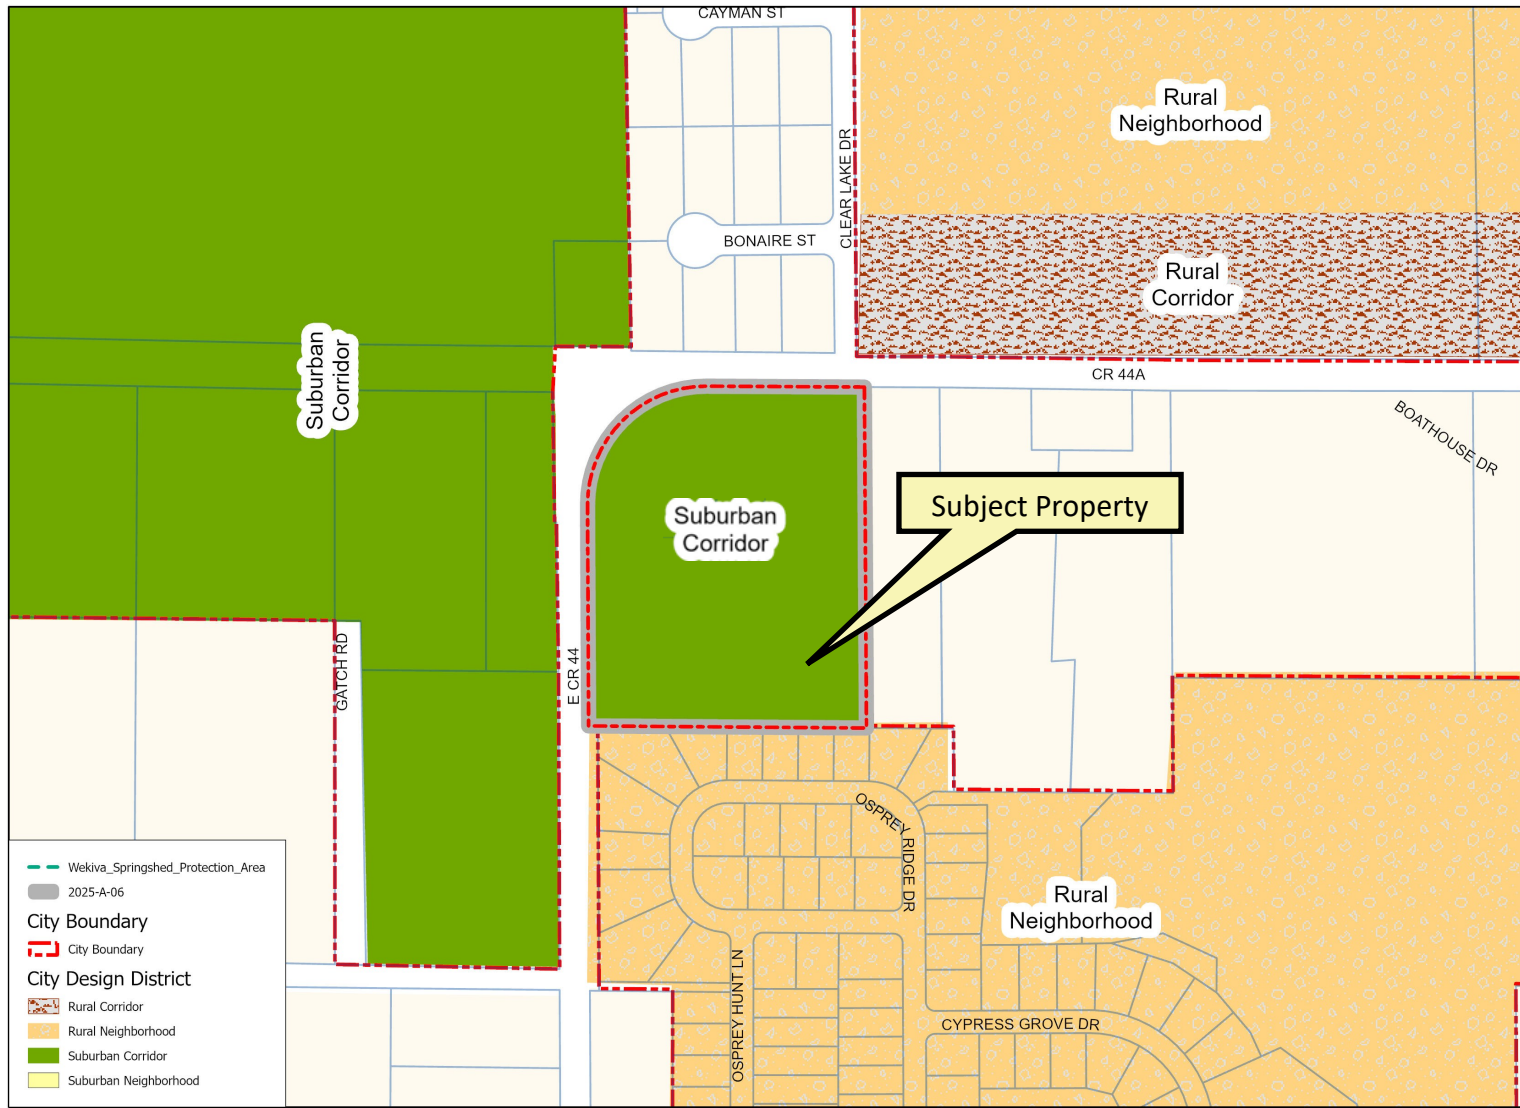 CAYMAN ST
Rural
Neighborhood
CLEAR LAKE DR
BONAIRE ST
Rural
Corridor
Suburban
Corridor
CR 44A
BOATHOUSE DR
Subject Property
Suburban
Corridor
GATCH RD
E CR 44
OSPREY RIDGE DR
Rural
Neighborhood
OSPREY HUNT LN
CYPRESS GROVE DR
Wekiva_Springshed_Protection_Area
2025-A-06
City Boundary
City Boundary
City Design District
Rural Corridor
Rural Neighborhood
Suburban Corridor
Suburban Neighborhood